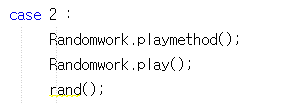 case 2 :
Randomwork.playmethod();
Randomwork.play();
rand();